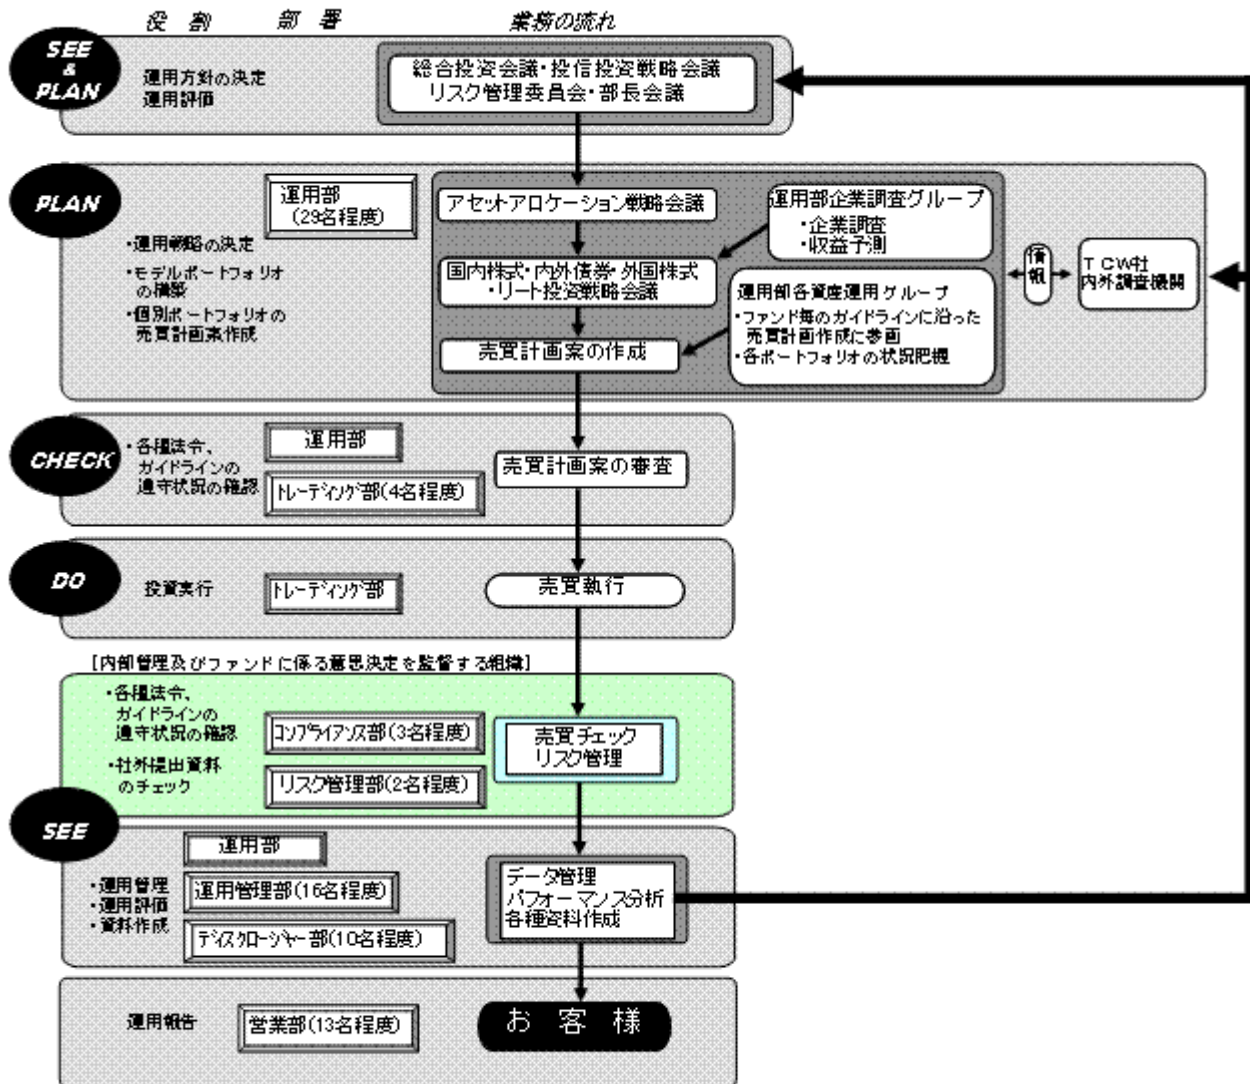 役 割
部 署
業務の流れ
SEE
&
PLAN
運用方針の決定
運用評価
総合投資会議・投信投資戦略会議
リスク管理委員会・部長会議
PLAN
運用部
(29名程度)
・運用戦略の決定
・モデルポートフォリオ
の構築
・個別ポートフォリオの
売買計画案作成
アセットアロケーション戦略会議
国内株式・内外債券・外国株式
・リート投資戦略会議
売買計画案の作成
運用部企業調査グループ
・企業調査
・収益予測
運用部各資産運用グループ
・ファンド毎のガイドラインに沿った
売買計画作成に参画
・各ポートフォリオの状況把握
情報
TCW社
内外調査機関
CHECK
・各種法令、
ガイドラインの
遵守状況の確認
運用部
トレーディング部(4名程度)
売買計画案の審査
DO
投資実行
トレーディング部
売買執行
[内部管理及びファンドに係る意思決定を監督する組織]
・各種法令、
ガイドラインの
遵守状況の確認
・社外提出資料
のチェック
コンプライアンス部(3名程度)
リスク管理部(2名程度)
売買チェック
リスク管理
SEE
・運用管理
・運用評価
・資料作成
運用部
運用管理部(16名程度)
ディスクロージャー部(10名程度)
データ管理
パフォーマンス分析
各種資料作成
運用報告
営業部(13名程度)
お 客 様